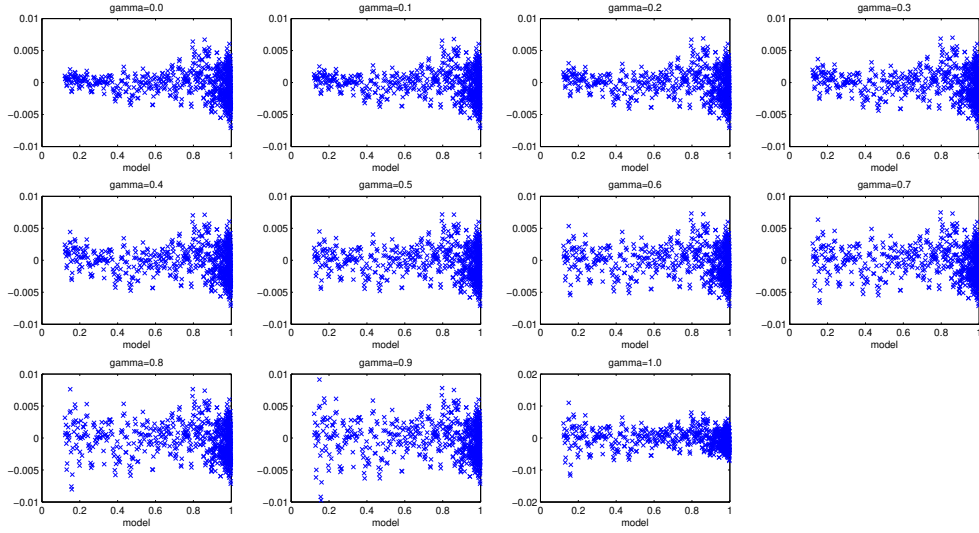 gamma=0.0 gamma=0.1 gamma=0.2 gamma=0.3
0.01 0.01 0.01 0.01
0.005 0.005 0.005 0.005
0 0 0 0
−0.005 −0.005 −0.005 −0.005
−0.01 −0.01 −0.01 −0.01
0 0.2 0.4 0.6 0.8 1 0 0.2 0.4 0.6 0.8 1 0 0.2 0.4 0.6 0.8 1 0 0.2 0.4 0.6 0.8 1
model model model model
gamma=0.4 gamma=0.5 gamma=0.6 gamma=0.7
0.01 0.01 0.01 0.01
0.005 0.005 0.005 0.005
0 0 0 0
−0.005 −0.005 −0.005 −0.005
−0.01 −0.01 −0.01 −0.01
0 0.2 0.4 0.6 0.8 1 0 0.2 0.4 0.6 0.8 1 0 0.2 0.4 0.6 0.8 1 0 0.2 0.4 0.6 0.8 1
model model model model
gamma=0.8 gamma=0.9 gamma=1.0
0.01 0.01 0.02
0.005 0.005 0.01
0 0 0
−0.005 −0.005 −0.01
−0.01 −0.01 −0.02
0 0.2 0.4 0.6 0.8 1 0 0.2 0.4 0.6 0.8 1 0 0.2 0.4 0.6 0.8 1
model model model